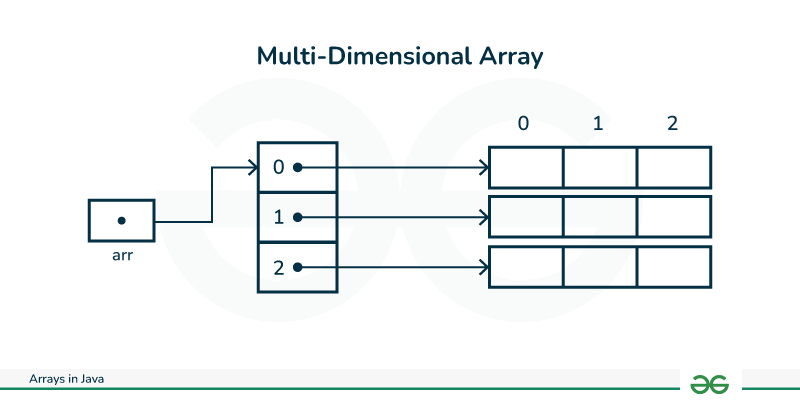 Multi-Dimensional Array
0 1 2
0
1
arr
2
Arrays in Java